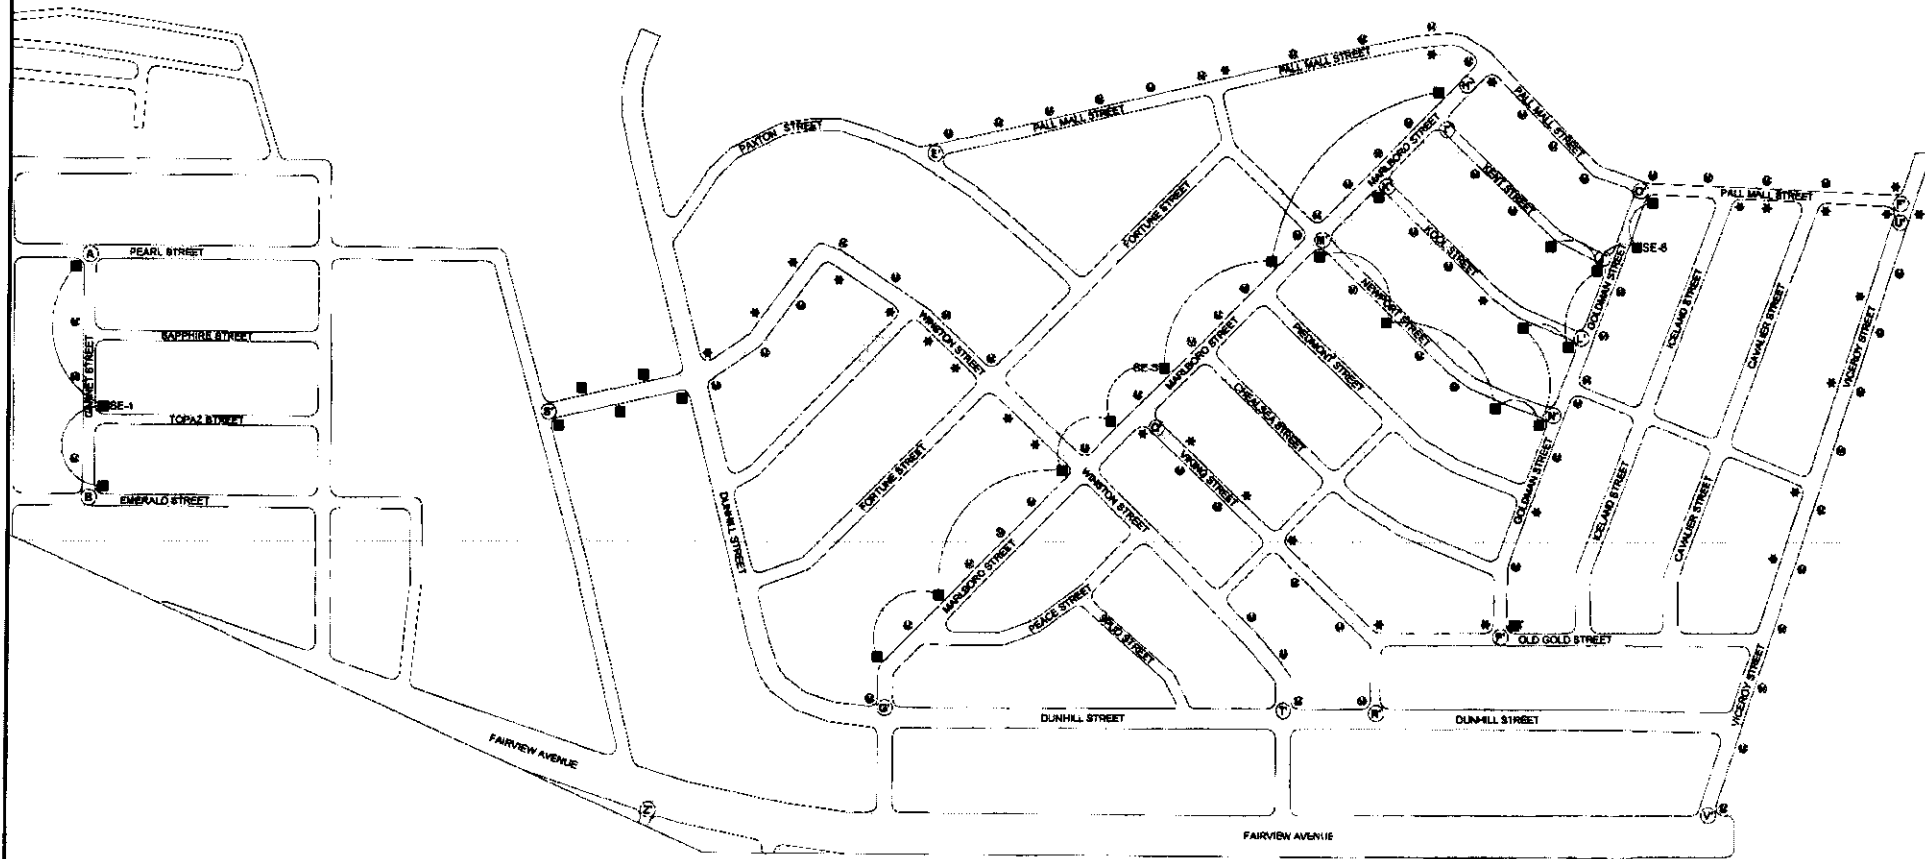 PALL MALL STREET
PALL MALL STREET
PALL MALL STREET
PAXTON STREET
E'
H'
MARLBORO STREET
KENT STREET
PALL MALL STREET
FORTUNE STREET
KOOL STREET
M'
O'
F'
U'
A
PEARL STREET
SE-5
GOLDMAN STREET
ICELAND STREET
CAVALIER STREET
VICEROY STREET
NEWPORT STREET
WINSTON STREET
PIEDMONT STREET
MARLBORO STREET
SAPPHIRE STREET
SE-3
L'
SE-1
TOPAZ STREET
S'
CHEALSEA STREET
N'
Q'
VIKING STREET
B
EMERALD STREET
DUNHILL STREET
FORTUNE STREET
WINSTON STREET
GOLDMAN STREET
ICELAND STREET
CAVALIER STREET
MARLBORO STREET
PEACE STREET
P'
OLD GOLD STREET
VICEROY STREET
G'
DUNHILL STREET
T'
R'
DUNHILL STREET
FAIRVIEW AVENUE
Z'
V'
FAIRVIEW AVENUE